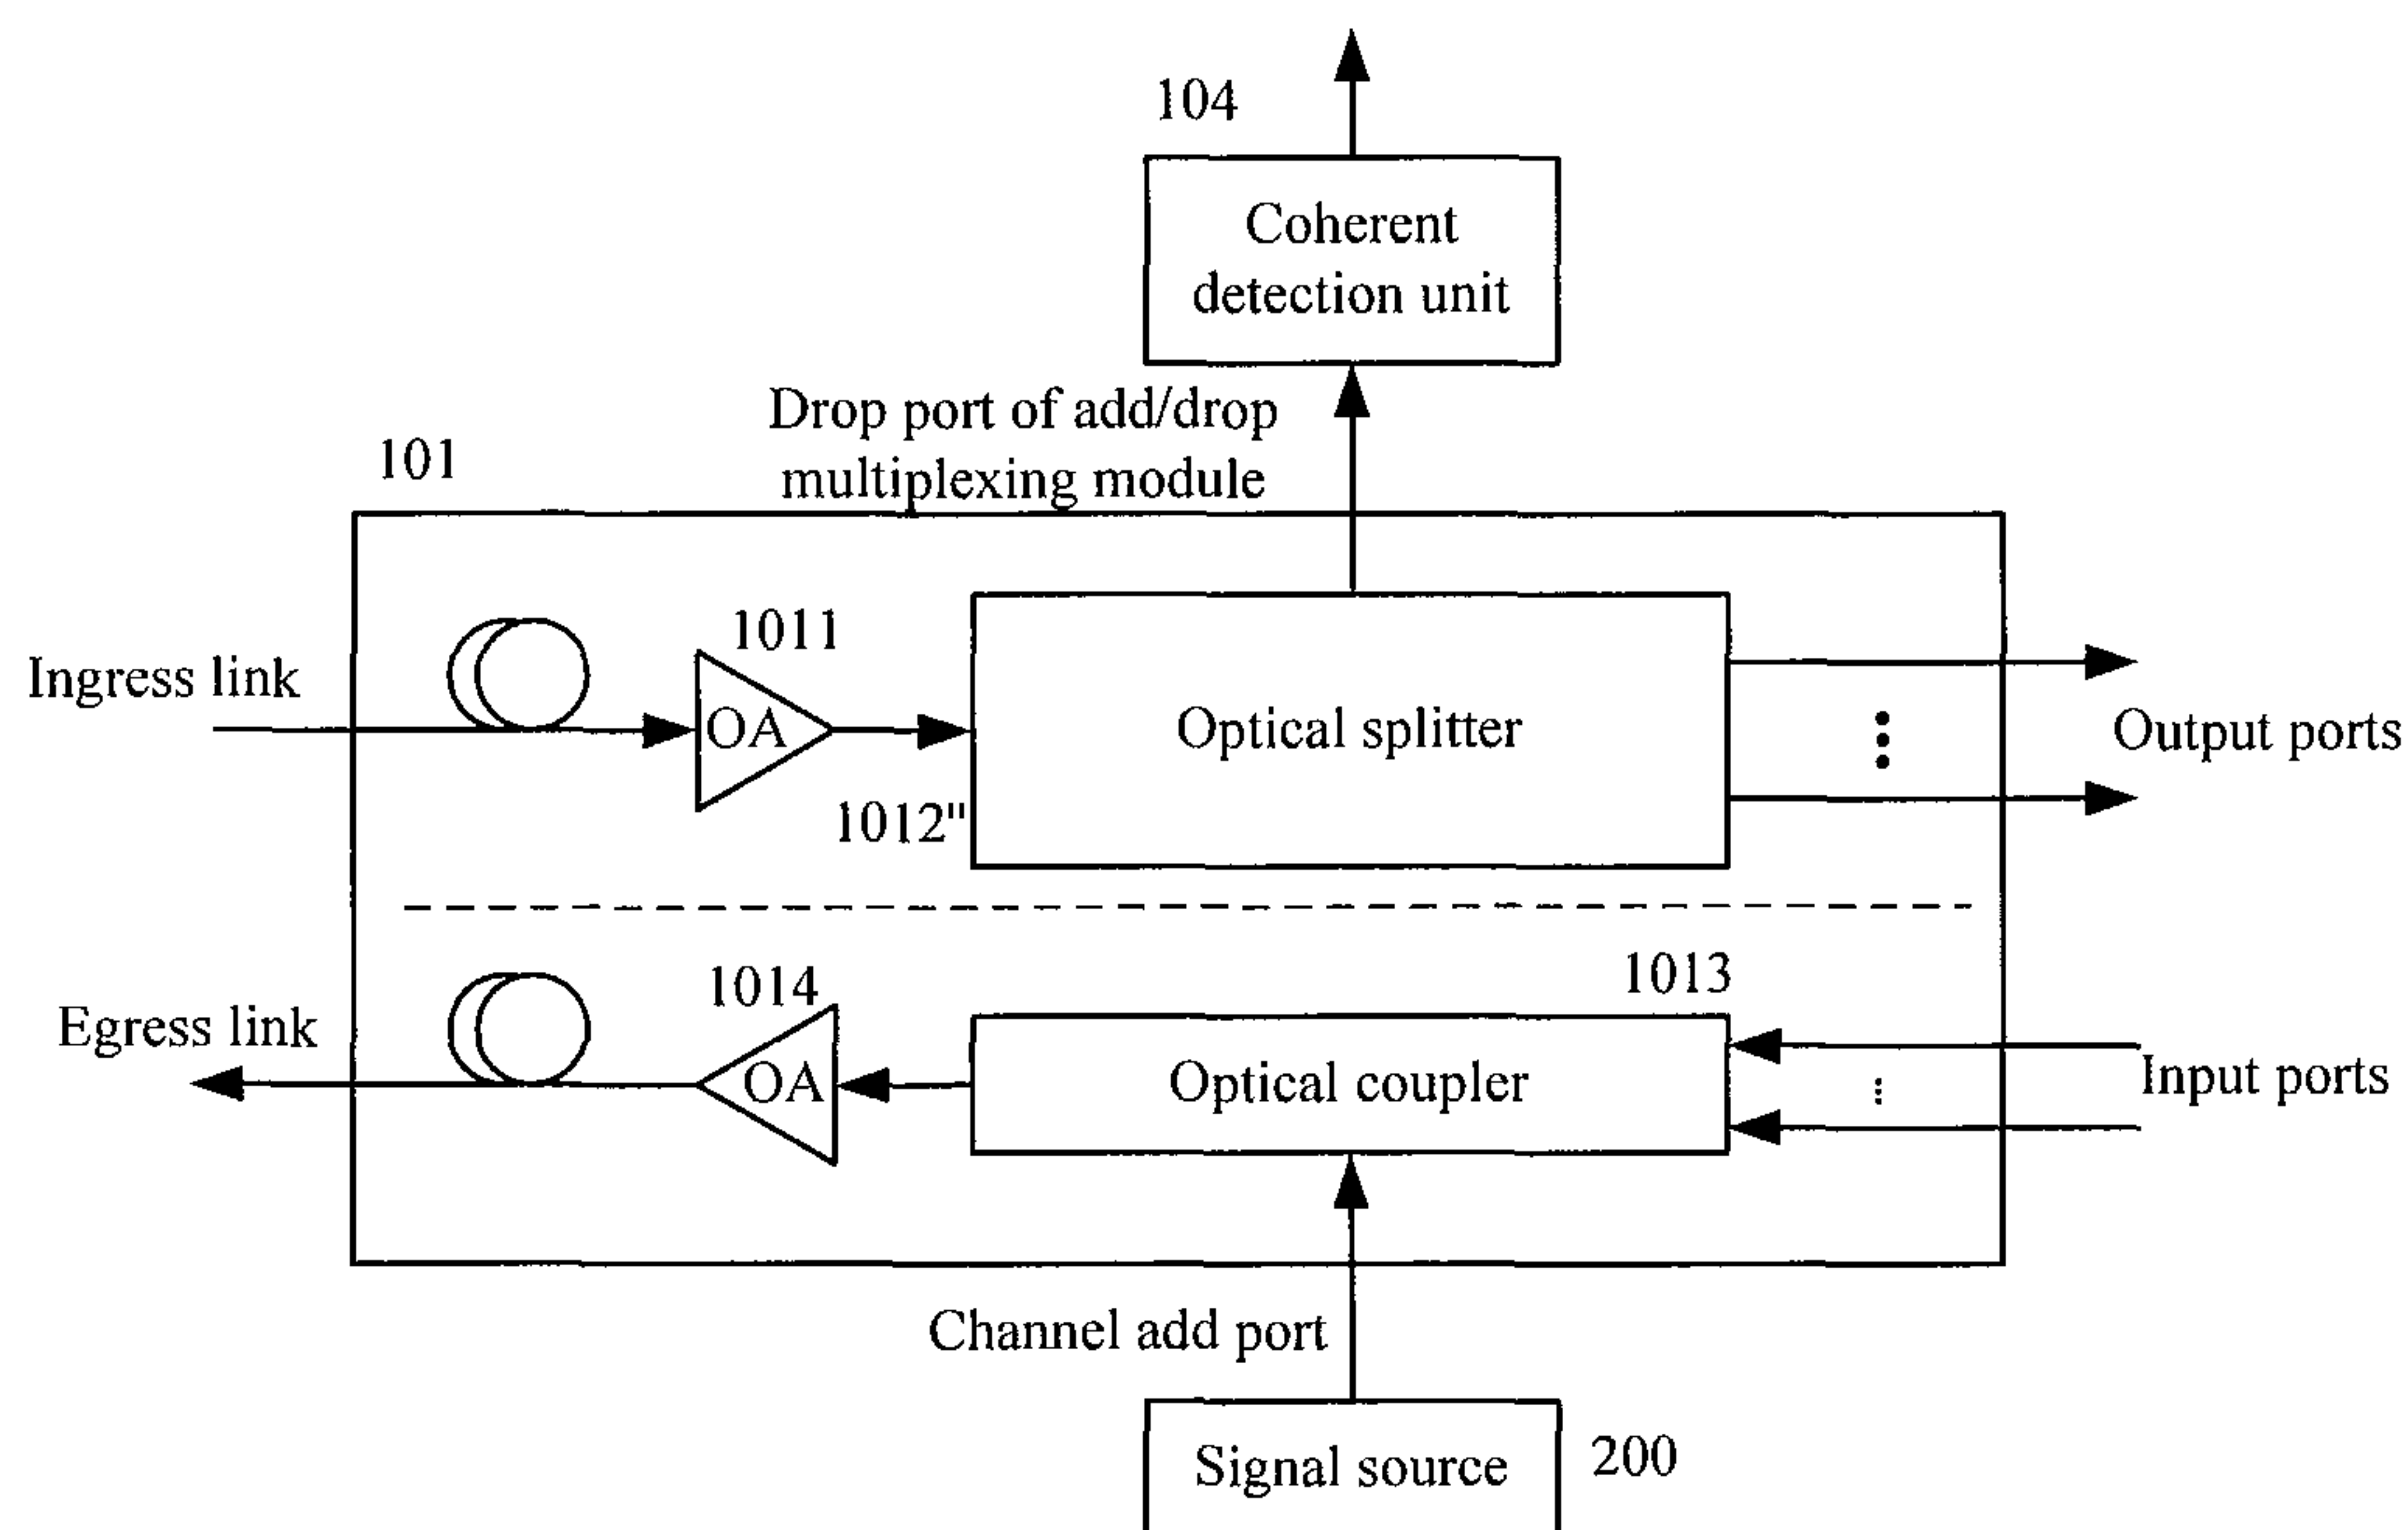 104
Coherent
detection unit
Drop port of add/drop
multiplexing module
101
1011
Ingress link
OA
Optical splitter
Output ports
1012"
1013
1014
Egress link
OA
Optical coupler
Input ports
Channel add port
Signal source
200